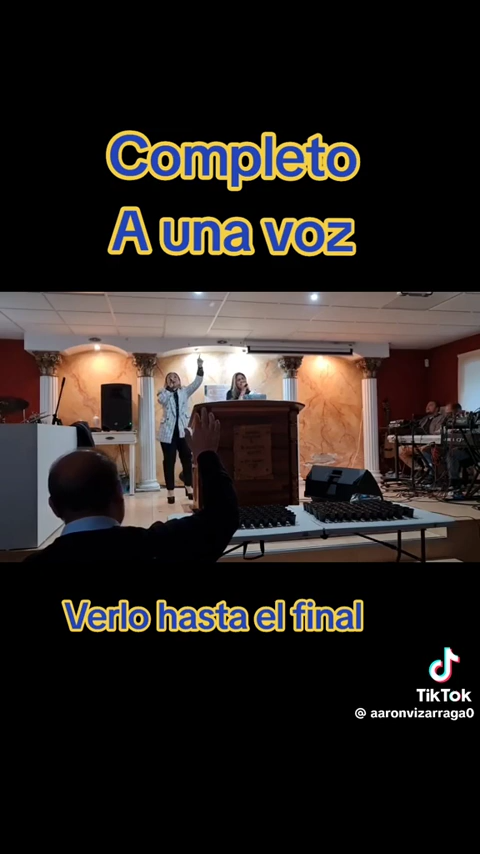 Completo
A una voz
Verlo hasta el final
TikTok
@ aaronvizarraga0